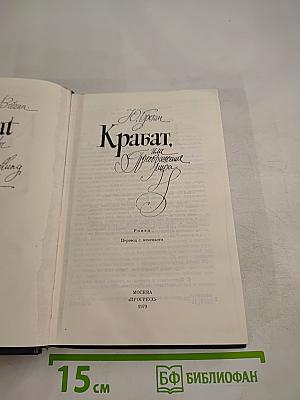 Ю. Брезан
Крабат,
или
Преображение
мира
Роман
Перевод с немецкого
МОСКВА
«ПРОГРЕСС»
1979
15 см
БФ БИБЛИОФАН